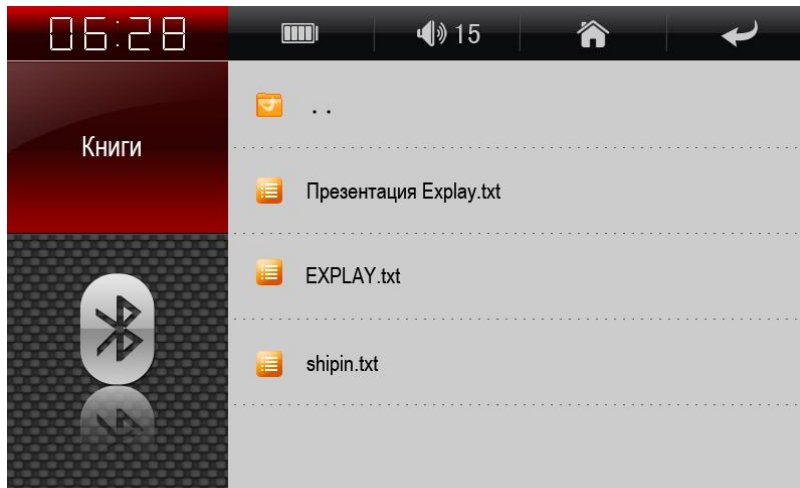 06:28
15
Книги
. .
Презентация Explay.txt
EXPLAY.txt
shipin.txt